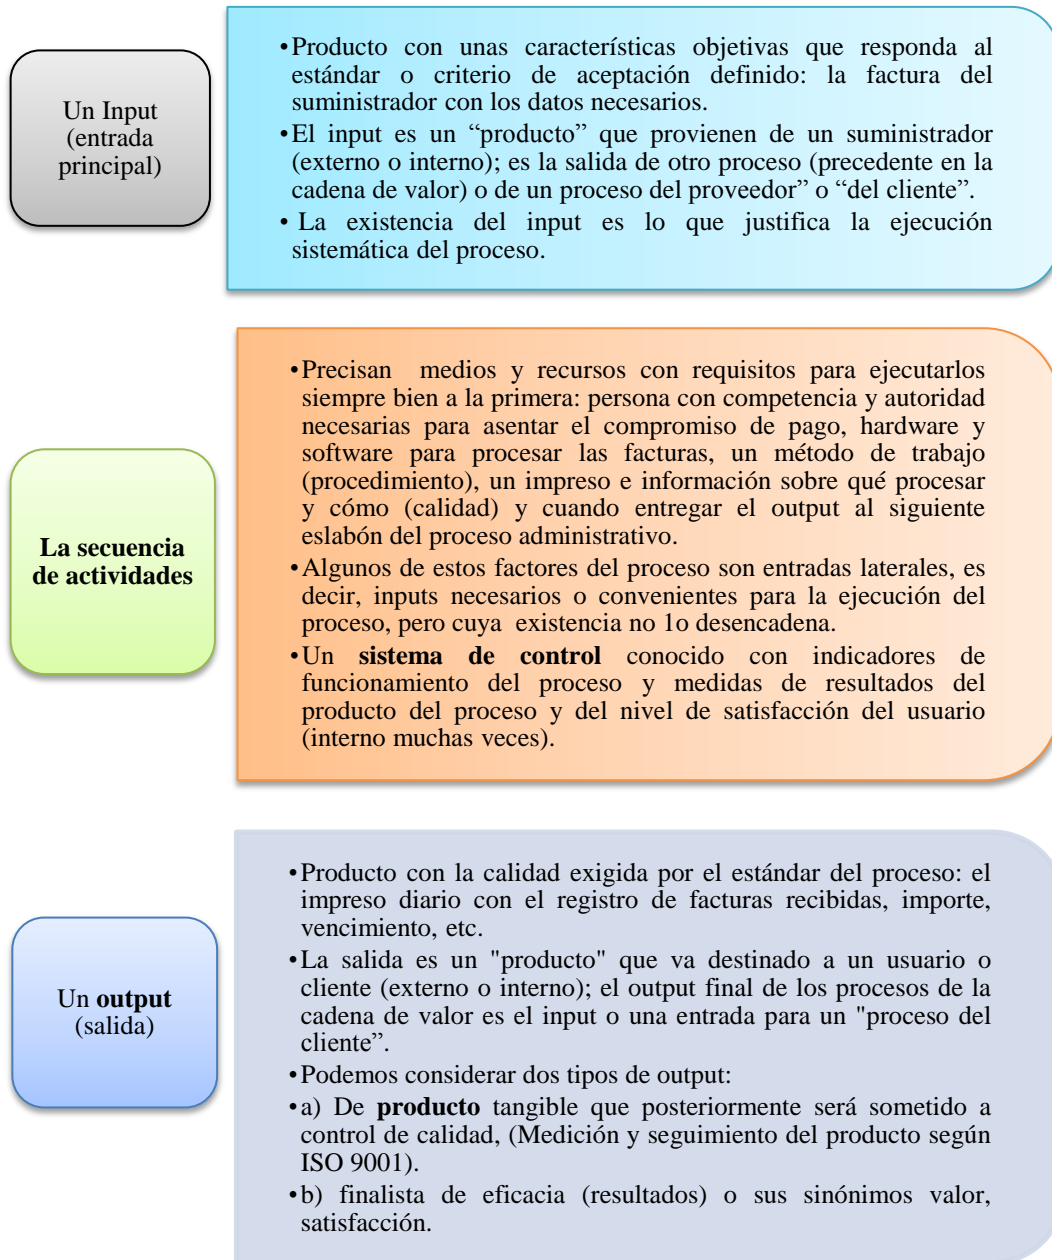 Un Input
(entrada
principal)
•Producto con unas características objetivas que responda al
estándar o criterio de aceptación definido: la factura del
suministrador con los datos necesarios.
•El input es un “producto” que provienen de un suministrador
(externo o interno); es la salida de otro proceso (precedente en la
cadena de valor) o de un proceso del proveedor” o “del cliente”.
• La existencia del input es lo que justifica la ejecución
sistemática del proceso.
La secuencia
de actividades
•Precisan medios y recursos con requisitos para ejecutarlos
siempre bien a la primera: persona con competencia y autoridad
necesarias para asentar el compromiso de pago, hardware y
software para procesar las facturas, un método de trabajo
(procedimiento), un impreso e información sobre qué procesar
y cómo (calidad) y cuando entregar el output al siguiente
eslabón del proceso administrativo.
•Algunos de estos factores del proceso son entradas laterales, es
decir, inputs necesarios o convenientes para la ejecución del
proceso, pero cuya existencia no 1o desencadena.
•Un sistema de control conocido con indicadores de
funcionamiento del proceso y medidas de resultados del
producto del proceso y del nivel de satisfacción del usuario
(interno muchas veces).
Un output
(salida)
•Producto con la calidad exigida por el estándar del proceso: el
impreso diario con el registro de facturas recibidas, importe,
vencimiento, etc.
•La salida es un "producto" que va destinado a un usuario o
cliente (externo o interno); el output final de los procesos de la
cadena de valor es el input o una entrada para un "proceso del
cliente”.
•Podemos considerar dos tipos de output:
•a) De producto tangible que posteriormente será sometido a
control de calidad, (Medición y seguimiento del producto según
ISO 9001).
•b) finalista de eficacia (resultados) o sus sinónimos valor,
satisfacción.